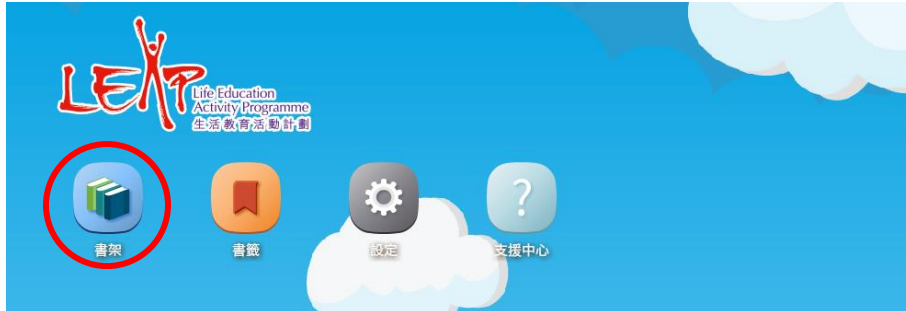 LEAP
Life Education
Activity Programme
生活教育活動計劃
書架
書籤
設定
?
支援中心